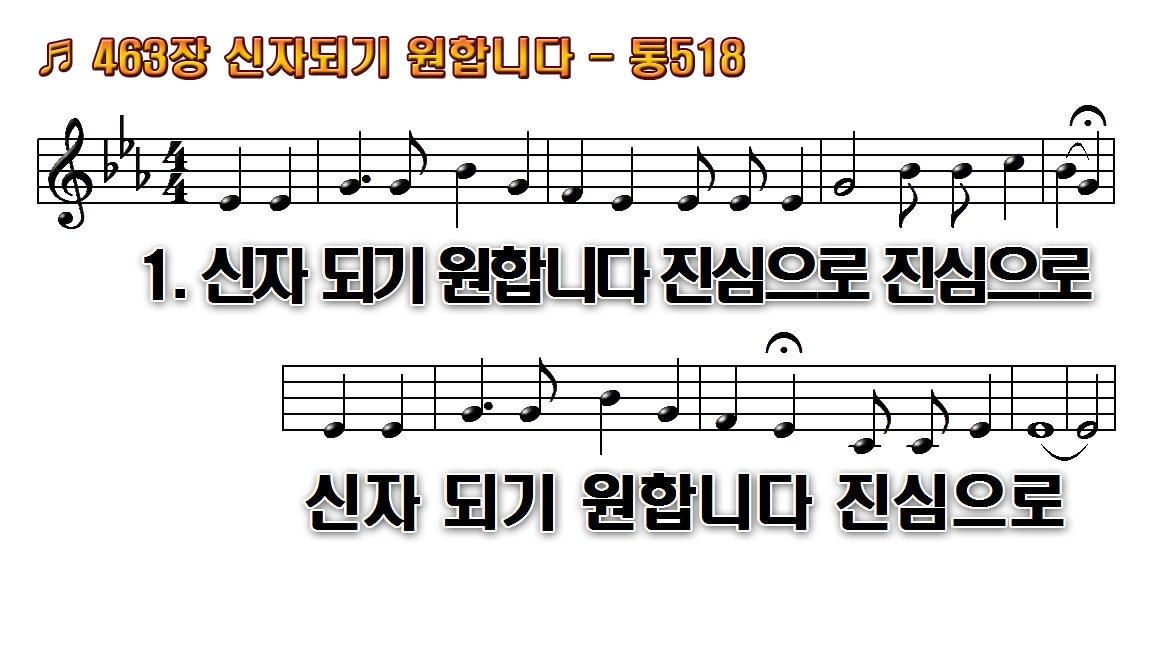 ♬ 463장 신자되기 원합니다 - 통518
4
4
1. 신자 되기 원합니다 진심으로 진심으로
신자 되기 원합니다 진심으로